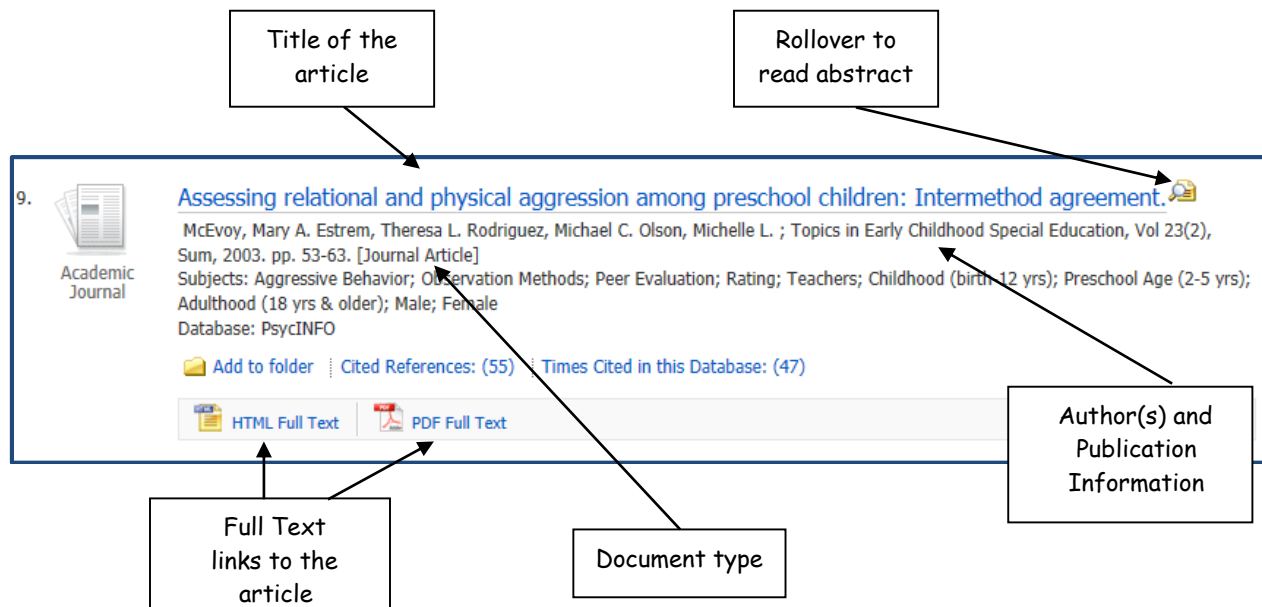 Title of the
article
Rollover to
read abstract
9.
Academic
Journal
Assessing relational and physical aggression among preschool children: Intermethod agreement.
McEvoy, Mary A. Estrem, Theresa L. Rodriguez, Michael C. Olson, Michelle L. ; Topics in Early Childhood Special Education, Vol 23(2),
Sum, 2003. pp. 53-63. [Journal Article]
Subjects: Aggressive Behavior; Observation Methods; Peer Evaluation; Rating; Teachers; Childhood (birth-12 yrs); Preschool Age (2-5 yrs);
Adulthood (18 yrs & older); Male; Female
Database: PsycINFO
Add to folder Cited References: (55) Times Cited in this Database: (47)
HTML Full Text PDF Full Text
Author(s) and
Publication
Information
Full Text
links to the
article
Document type